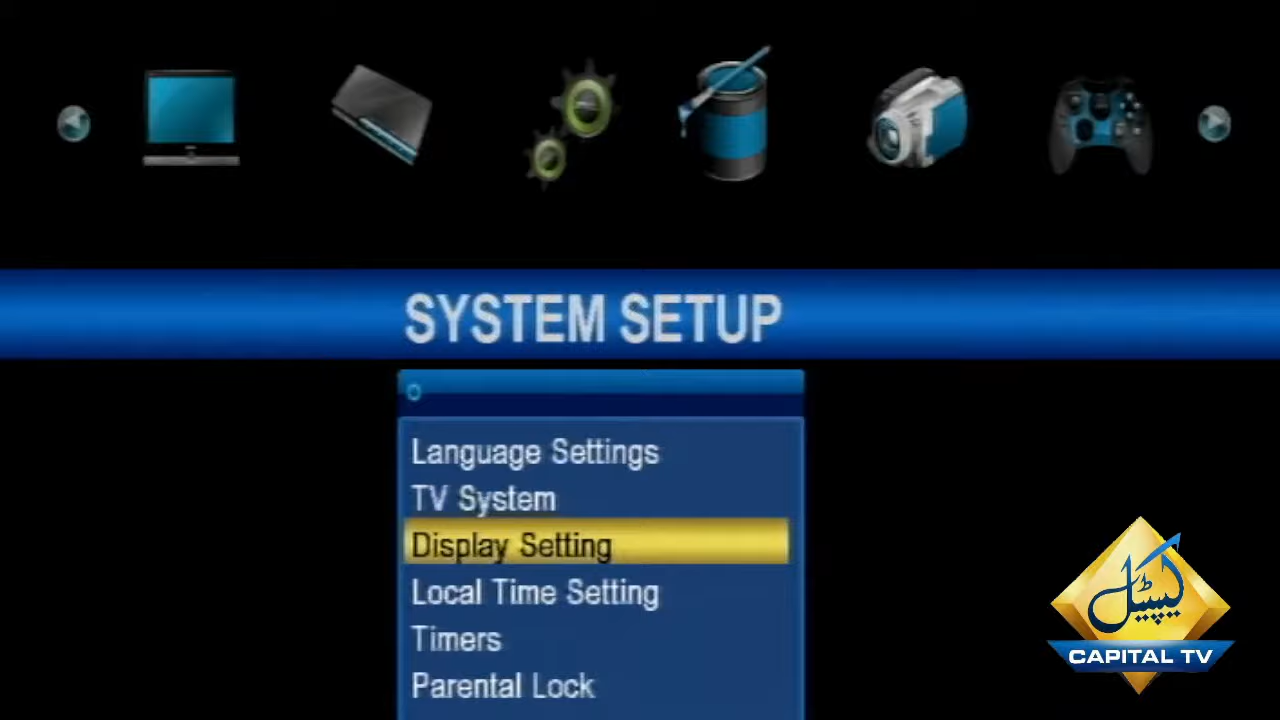 SYSTEM SETUP
Language Settings
TV System
Display Setting
Local Time Setting
Timers
Parental Lock
کیپیٹل
CAPITAL TV